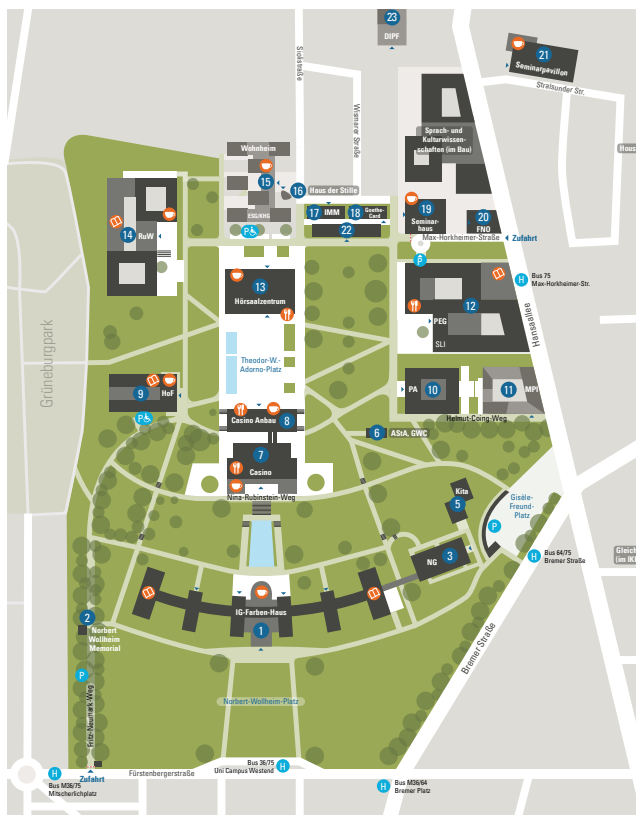 23
DIPF
21
Seminarpavillon
Stralsunder Str.
Siolistraße
Wismarer Straße
Sprach- und
Kulturwissen-
schaften (im Bau)
Wohnheim
15
ESG/KHG
16
Haus der Stille
17
IMM
18
Goethe-
Card
22
19
Seminar-
haus
20
FNO
Max-Horkheimer-Straße
Zufahrt
14
RuW
P
13
Hörsaalzentrum
P
H
Bus 75
Max-Horkheimer-Str.
12
PEG
SLI
Hansaallee
Grüneburgpark
Theodor-W.-
Adorno-Platz
9
HoF
P
PA
10
11
MPI
Helmut-Coing-Weg
Casino Anbau
8
7
Casino
6
AStA, GWC
Nina-Rubinstein-Weg
Kita
5
Gisèle-
Freund-
Platz
P
NG
3
H
Bus 64/75
Bremer Straße
Gleich
(im IKB
IG-Farben-Haus
1
2
Norbert
Wollheim
Memorial
P
Fritz-Neumark-Weg
Norbert-Wollheim-Platz
Bremer Straße
Bus 36/75
Uni Campus Westend
H
H
Bus M36/75
Mitscherlichplatz
Zufahrt
Fürstenbergerstraße
H
Bus M36/64
Bremer Platz